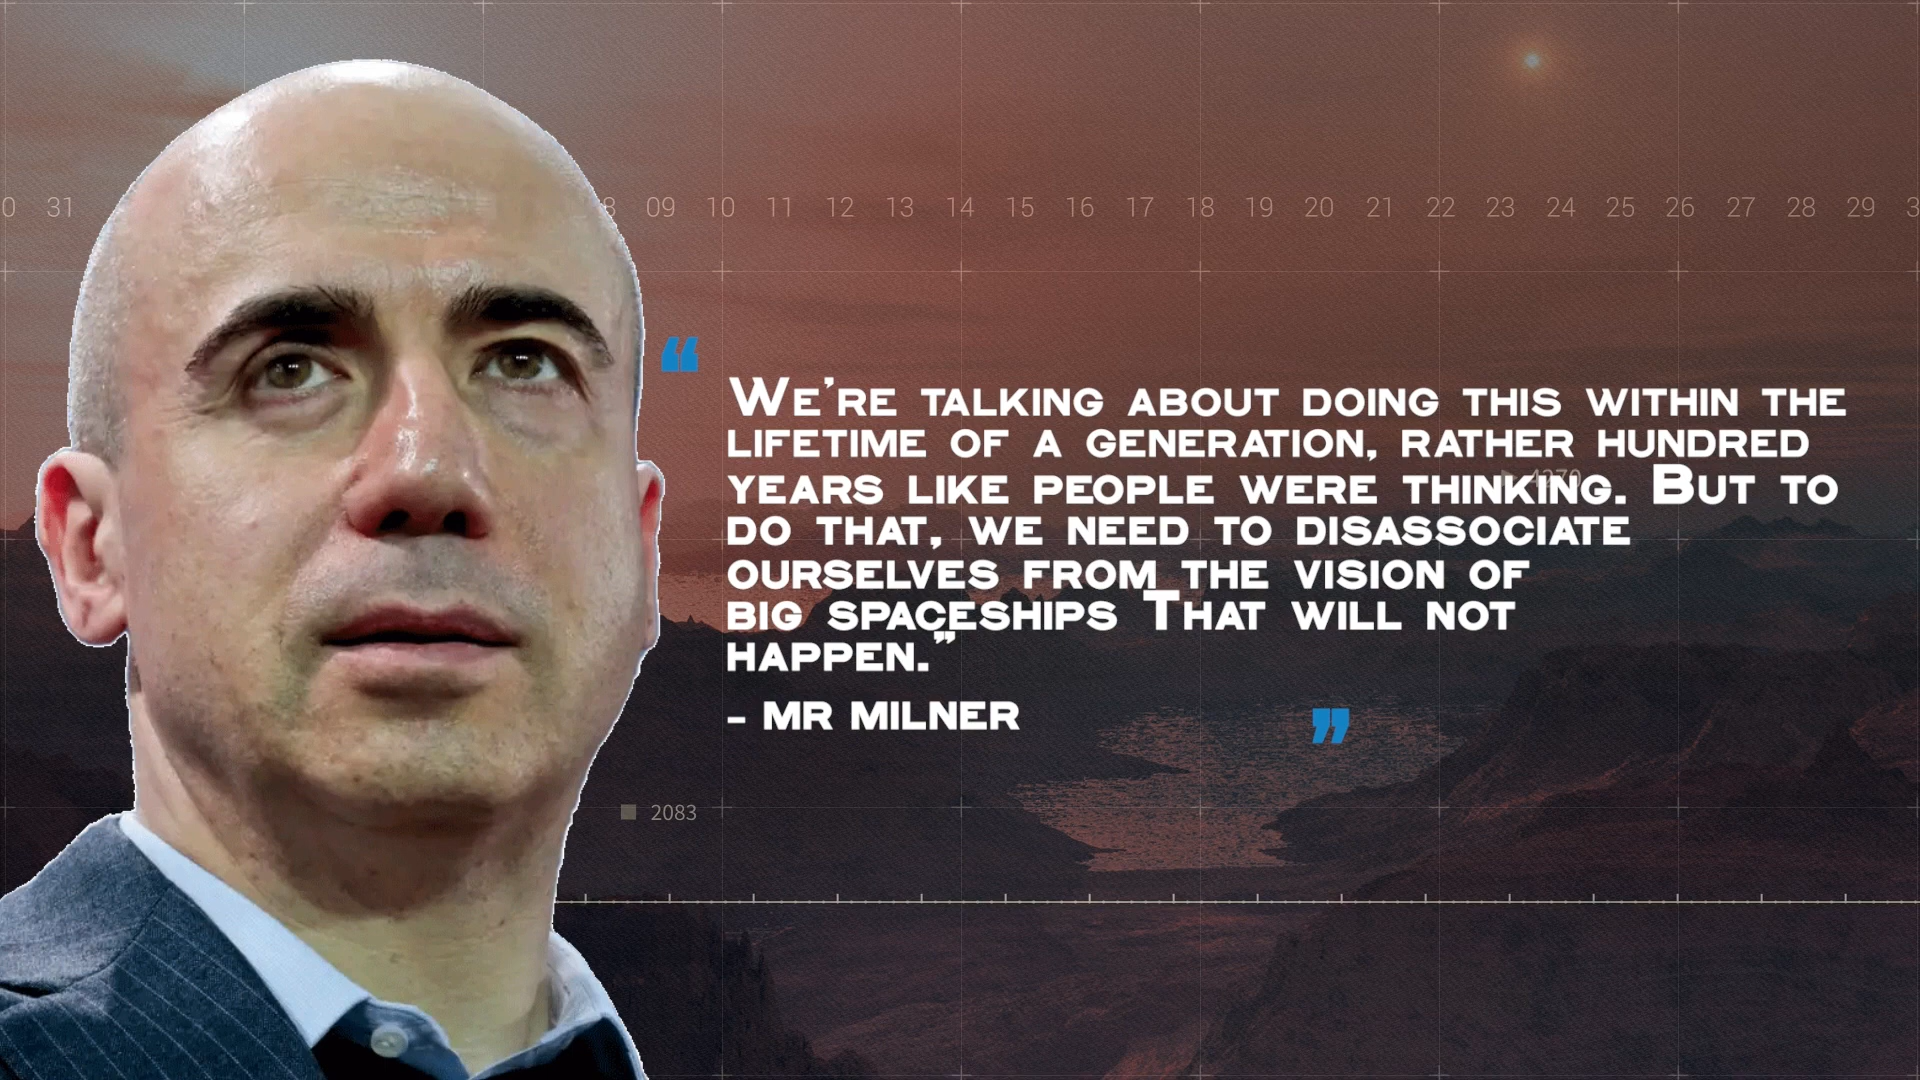 0 31 8 09 10 11 12 13 14 15 16 17 18 19 20 21 22 23 24 25 26 27 28 29 3
“
We’re talking about doing this within the
lifetime of a generation, rather hundred
years like people were thinking. But to
do that, we need to disassociate
ourselves from the vision of
big spaceships That will not
happen.”
– MR MILNER
”
2083